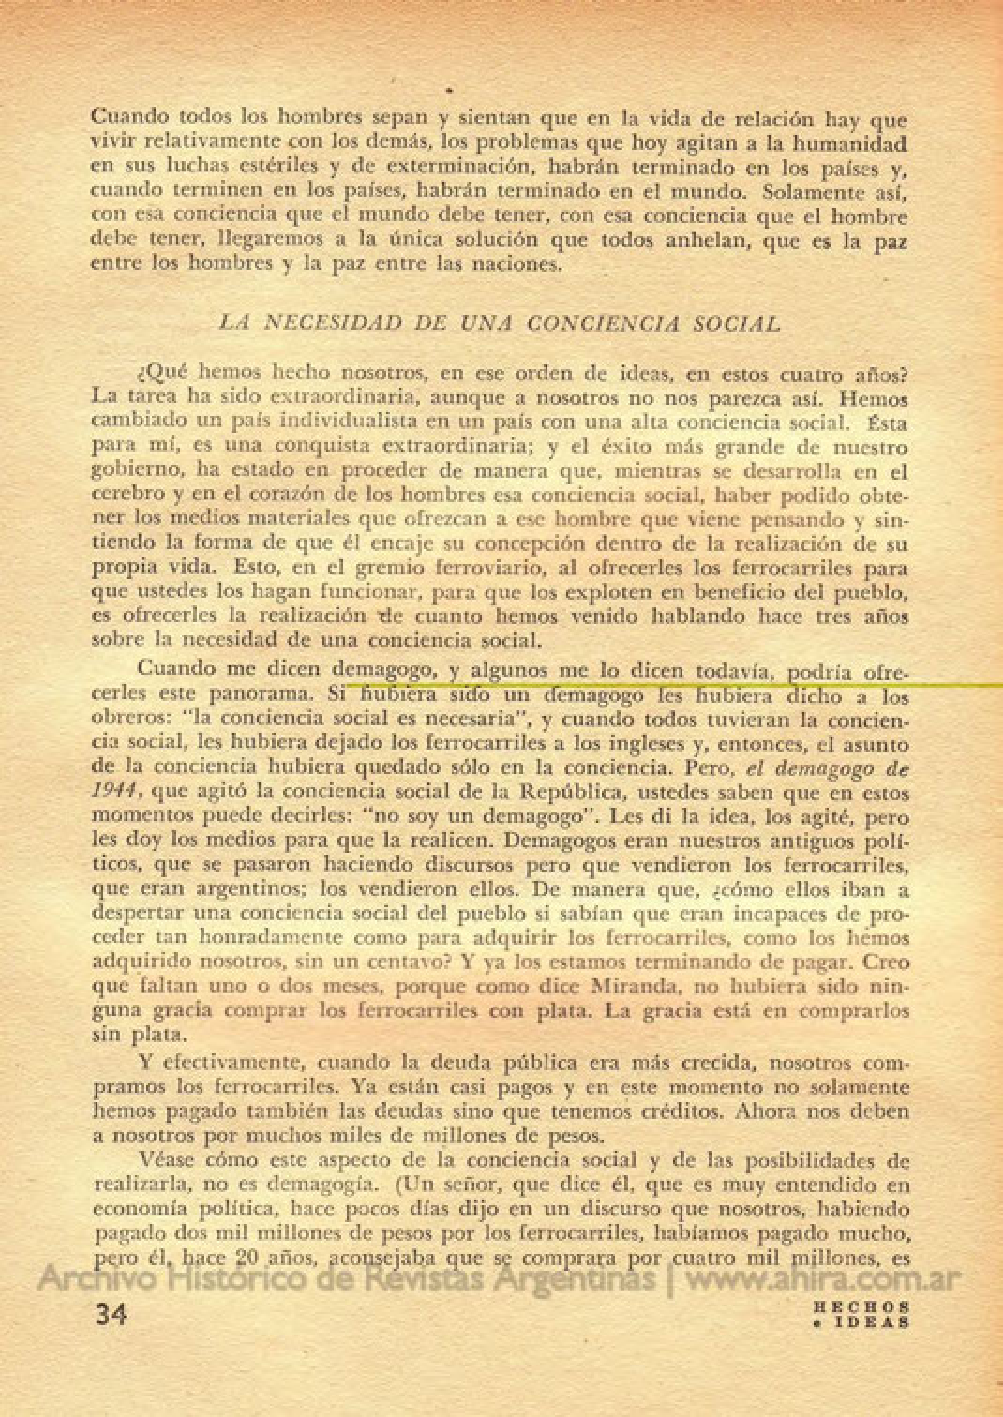 Cuando todos los hombres sepan y sientan que en la vida de relación hay que
vivir relativamente con los demás, los problemas que hoy agitan a la humanidad
en sus luchas estériles y de exterminación, habrán terminado en los países y,
cuando terminen en los países, habrán terminado en el mundo. Solamente así,
con esa conciencia que el mundo debe tener, con esa conciencia que el hombre
debe tener, llegaremos a la única solución que todos anhelan, que es la paz
entre los hombres y la paz entre las naciones.
LA NECESIDAD DE UNA CONCIENCIA SOCIAL
¿Qué hemos hecho nosotros, en ese orden de ideas, en estos cuatro años?
La tarea ha sido extraordinaria, aunque a nosotros no nos parezca así. Hemos
cambiado un país individualista en un país con una alta conciencia social. Ésta
para mí, es una conquista extraordinaria; y el éxito más grande de nuestro
gobierno, ha estado en proceder de manera que, mientras se desarrolla en el
cerebro y en el corazón de los hombres esa conciencia social, haber podido obte-
ner los medios materiales que ofrezcan a ese hombre que viene pensando y sin-
tiendo la forma de que él encaje su concepción dentro de la realización de su
propia vida. Esto, en el gremio ferroviario, al ofrecerles los ferrocarriles para
que ustedes los hagan funcionar, para que los exploten en beneficio del pueblo,
es ofrecerles la realización de cuanto hemos venido hablando hace tres años
sobre la necesidad de una conciencia social.
Cuando me dicen demagogo, y algunos me lo dicen todavía, podría ofre-
cerles este panorama. Si hubiera sido un demagogo les hubiera dicho a los
obreros: "la conciencia social es necesaria", y cuando todos tuvieran la concien-
cia social, les hubiera dejado los ferrocarriles a los ingleses y, entonces, el asunto
de la conciencia hubiera quedado sólo en la conciencia. Pero, el demagogo de
1944, que agitó la conciencia social de la República, ustedes saben que en estos
momentos puede decirles: "no soy un demagogo". Les di la idea, los agité, pero
les doy los medios para que la realicen. Demagogos eran nuestros antiguos polí-
ticos, que se pasaron haciendo discursos pero que vendieron los ferrocarriles,
que eran argentinos; los vendieron ellos. De manera que, ¿cómo ellos iban a
despertar una conciencia social del pueblo si sabían que eran incapaces de pro-
ceder tan honradamente como para adquirir los ferrocarriles, como los hemos
adquirido nosotros, sin un centavo? Y ya los estamos terminando de pagar. Creo
que faltan uno o dos meses, porque como dice Miranda, no hubiera sido nin-
guna gracia comprar los ferrocarriles con plata. La gracia está en comprarlos
sin plata.
Y efectivamente, cuando la deuda pública era más crecida, nosotros com-
pramos los ferrocarriles. Ya están casi pagos y en este momento no solamente
hemos pagado también las deudas sino que tenemos créditos. Ahora nos deben
a nosotros por muchos miles de millones de pesos.
Véase cómo este aspecto de la conciencia social y de las posibilidades de
realizarla, no es demagogía. (Un señor, que dice él, que es muy entendido en
economía política, hace pocos días dijo en un discurso que nosotros, habiendo
pagado dos mil millones de pesos por los ferrocarriles, habíamos pagado mucho,
pero él, hace 20 años, aconsejaba que se comprara por cuatro mil millones, es
Archivo Histórico de Revistas Argentinas | www.ahira.com.ar
34
HECHOS
e IDEAS